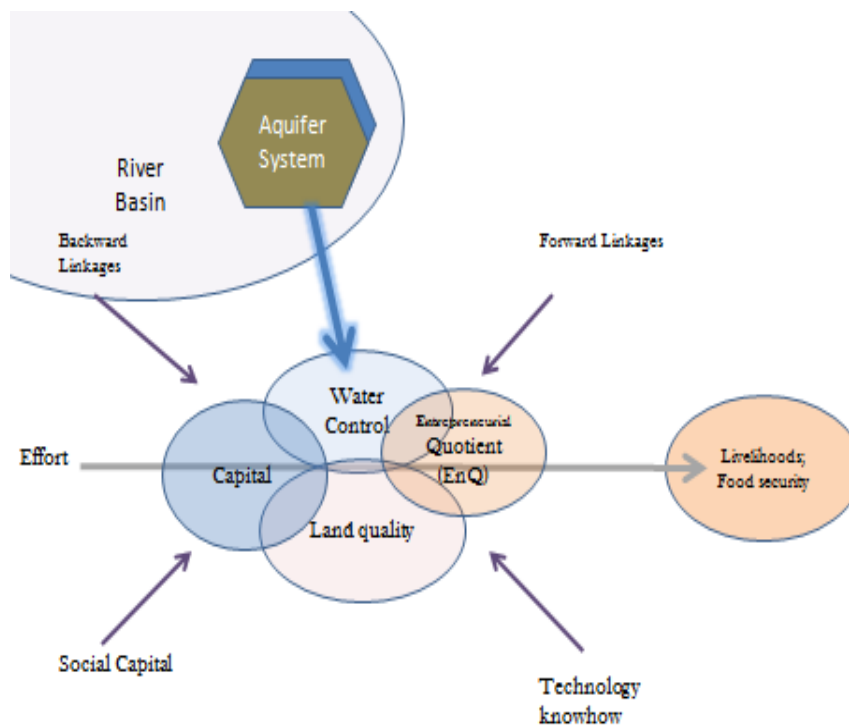 Aquifer
System
River
Basin
Backward
Linkages
Forward Linkages
Water
Control
Entrepreneurial
Quotient
(EnQ)
Effort
Capital
Livelihoods;
Food security
Land quality
Social Capital
Technology
knowhow